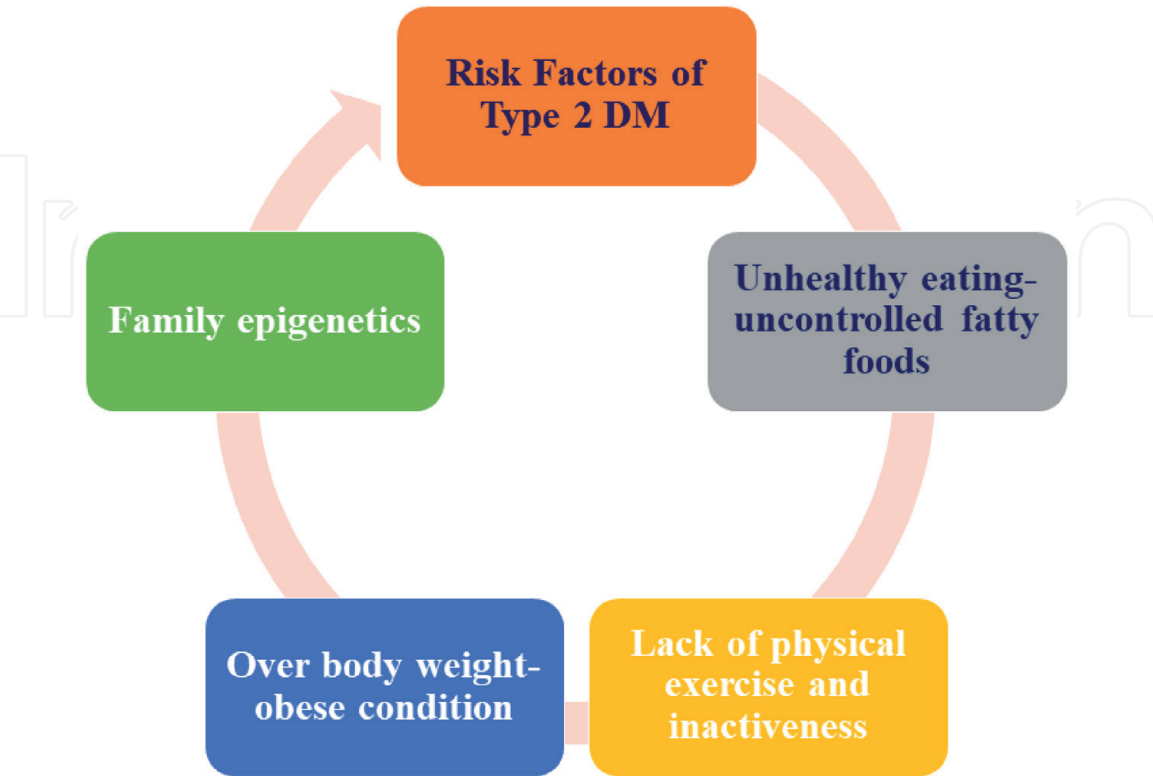 Risk Factors of
Type 2 DM
Unhealthy eating-
uncontrolled fatty
foods
Lack of physical
exercise and
inactiveness
Over body weight-
obese condition
Family epigenetics